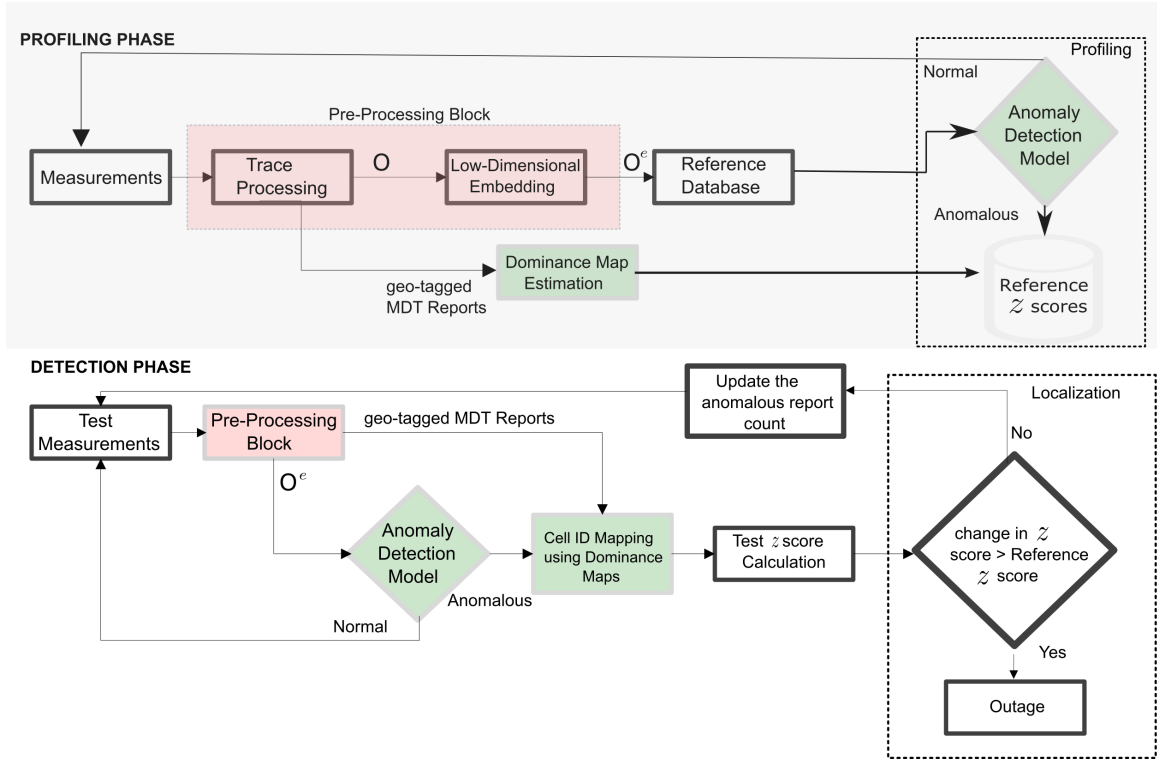 PROFILING PHASE
Profiling
Normal
Pre-Processing Block
Anomaly
Detection
Model
Measurements
Trace
Processing
O
Low-Dimensional
Embedding
Oᵉ
Reference
Database
Anomalous
geo-tagged
MDT Reports
Dominance Map
Estimation
Reference
z scores
DETECTION PHASE
Update the
anomalous report
count
Localization
Test
Measurements
Pre-Processing
Block
geo-tagged MDT Reports
No
Oᵉ
Anomaly
Detection
Model
Anomalous
Normal
Cell ID Mapping
using Dominance
Maps
Test z score
Calculation
change in z
score > Reference
z score
Yes
Outage